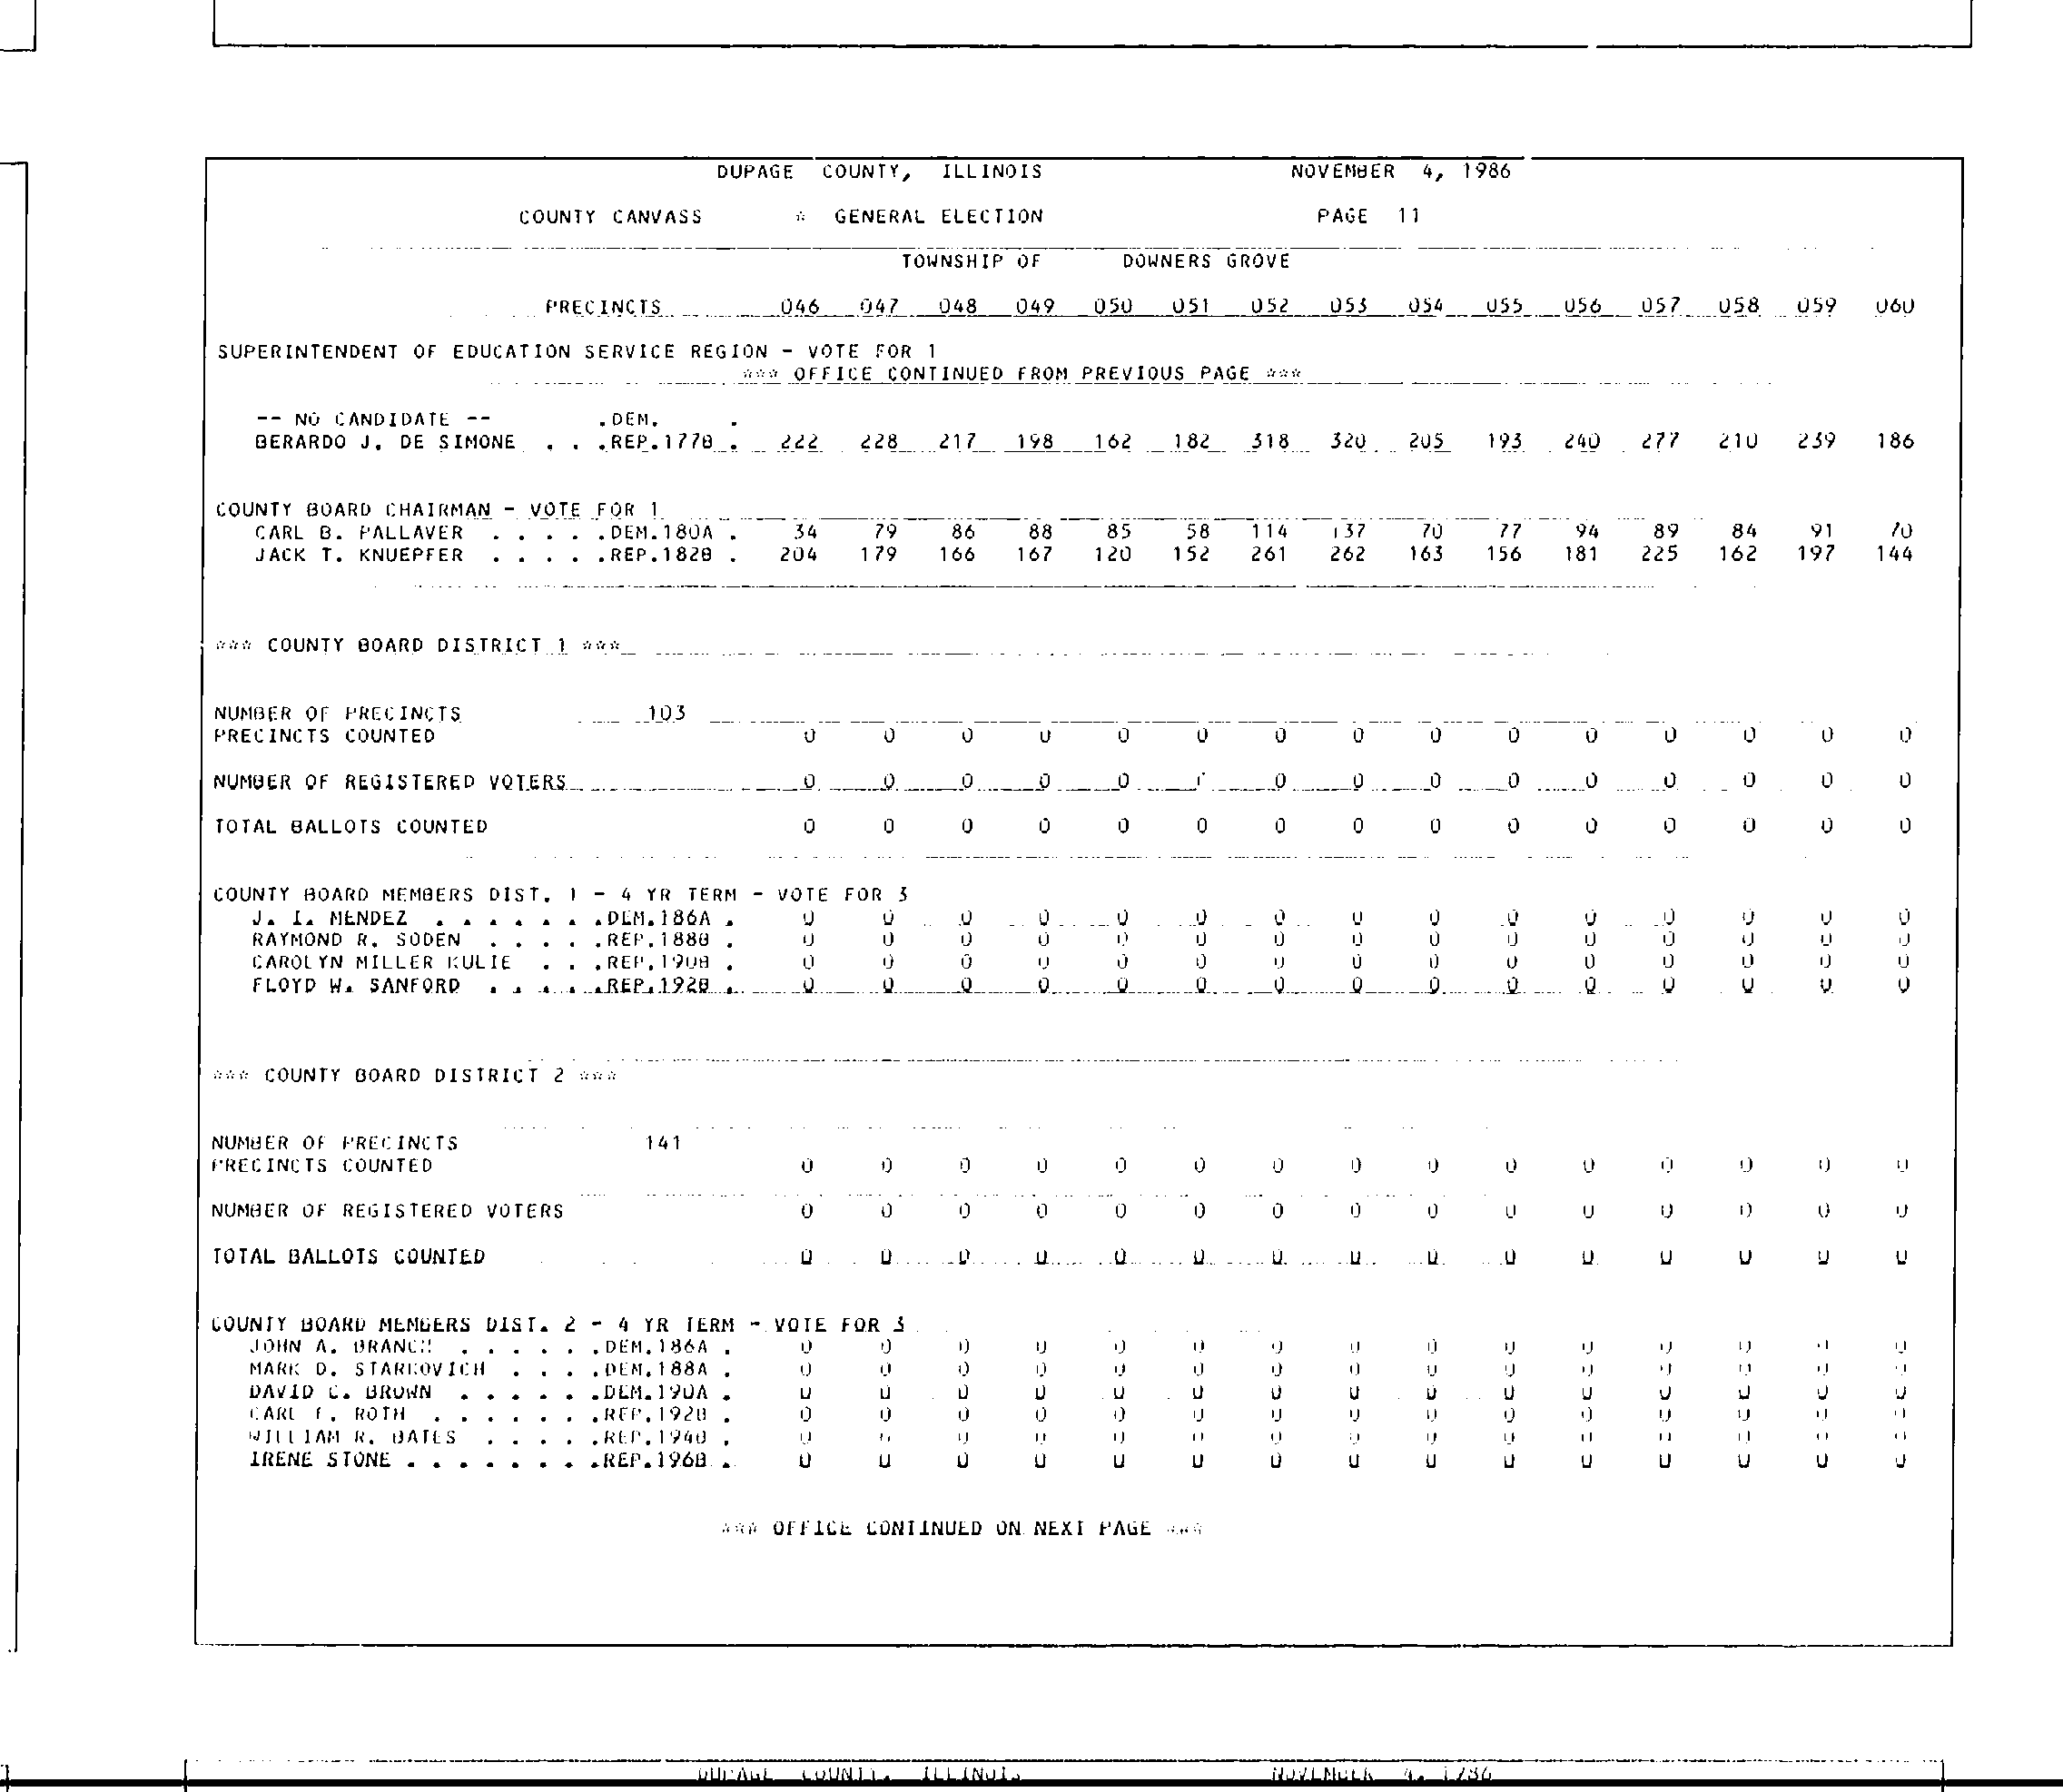 DUPAGE COUNTY, ILLINOIS NOVEMBER 4, 1986
COUNTY CANVASS * GENERAL ELECTION PAGE 11
TOWNSHIP OF DOWNERS GROVE
PRECINCTS 046 047 048 049 050 051 052 053 054 055 056 057 058 059 060
SUPERINTENDENT OF EDUCATION SERVICE REGION - VOTE FOR 1
*** OFFICE CONTINUED FROM PREVIOUS PAGE ***
-- NO CANDIDATE -- .DEM. .
BERARDO J. DE SIMONE . . .REP.177B . 222 228 217 198 162 182 318 320 205 193 240 277 210 239 186
COUNTY BOARD CHAIRMAN - VOTE FOR 1
CARL B. PALLAVER . . . . .DEM.180A . 34 79 86 88 85 58 114 137 70 77 94 89 84 91 70
JACK T. KNUEPFER . . . . .REP.182B . 204 179 166 167 120 152 261 262 163 156 181 225 162 197 144
*** COUNTY BOARD DISTRICT 1 ***
NUMBER OF PRECINCTS 103
PRECINCTS COUNTED 0 0 0 0 0 0 0 0 0 0 0 0 0 0 0
NUMBER OF REGISTERED VOTERS 0 0 0 0 0 0 0 0 0 0 0 0 0 0
TOTAL BALLOTS COUNTED 0 0 0 0 0 0 0 0 0 0 0 0 0 0 0
COUNTY BOARD MEMBERS DIST. 1 - 4 YR TERM - VOTE FOR 3
J. I. MENDEZ . . . . . . .DEM.186A . 0 0 0 0 0 0 0 0 0 0 0 0 0 0 0
RAYMOND R. SODEN . . . . .REP.188B . 0 0 0 0 0 0 0 0 0 0 0 0 0 0 0
CAROLYN MILLER KULIE . . .REP.190B . 0 0 0 0 0 0 0 0 0 0 0 0 0 0 0
FLOYD W. SANFORD . . . . .REP.192B . 0 0 0 0 0 0 0 0 0 0 0 0 0 0 0
*** COUNTY BOARD DISTRICT 2 ***
NUMBER OF PRECINCTS 141
PRECINCTS COUNTED 0 0 0 0 0 0 0 0 0 0 0 0 0 0 0
NUMBER OF REGISTERED VOTERS 0 0 0 0 0 0 0 0 0 0 0 0 0 0 0
TOTAL BALLOTS COUNTED 0 0 0 0 0 0 0 0 0 0 0 0 0 0 0
COUNTY BOARD MEMBERS DIST. 2 - 4 YR TERM - VOTE FOR 3
JOHN A. BRANCH . . . . . .DEM.186A . 0 0 0 0 0 0 0 0 0 0 0 0 0 0 0
MARK D. STARKOVICH . . . .DEM.188A . 0 0 0 0 0 0 0 0 0 0 0 0 0 0 0
DAVID C. BROWN . . . . . .DEM.190A . 0 0 0 0 0 0 0 0 0 0 0 0 0 0 0
CARL F. ROTH . . . . . . .REP.192B . 0 0 0 0 0 0 0 0 0 0 0 0 0 0 0
WILLIAM R. BATES . . . . .REP.194B . 0 0 0 0 0 0 0 0 0 0 0 0 0 0 0
IRENE STONE . . . . . . . .REP.196B . 0 0 0 0 0 0 0 0 0 0 0 0 0 0 0
*** OFFICE CONTINUED ON NEXT PAGE ***
DUPAGE COUNTY, ILLINOIS NOVEMBER 4, 1986